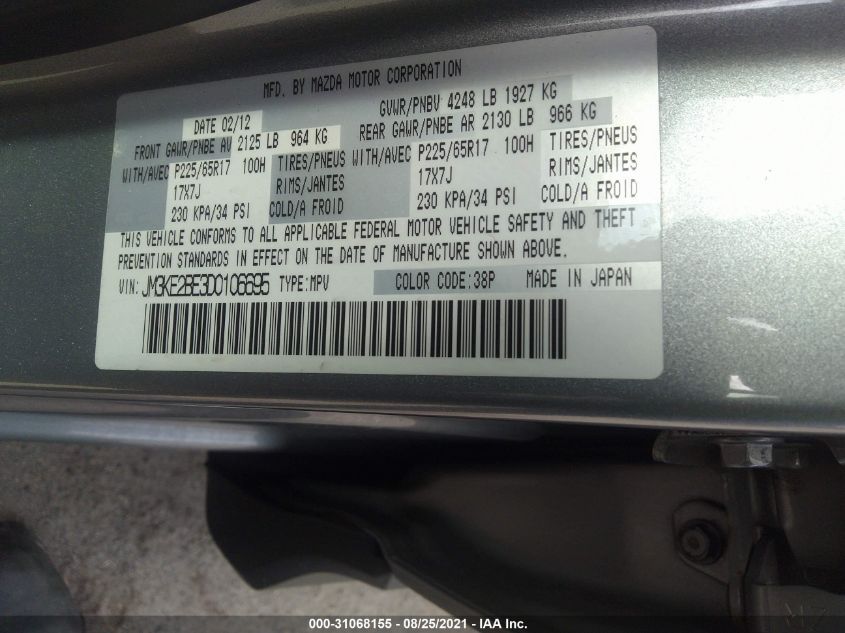 MFD. BY MAZDA MOTOR CORPORATION
DATE 02/12 GVWR/PNBV 4248 LB 1927 KG
FRONT GAWR/PNBE AV 2125 LB 964 KG REAR GAWR/PNBE AR 2130 LB 966 KG
WITH/AVEC P225/65R17 100H TIRES/PNEUS WITH/AVEC P225/65R17 100H TIRES/PNEUS
17X7J RIMS/JANTES 17X7J RIMS/JANTES
230 KPA/34 PSI COLD/A FROID 230 KPA/34 PSI COLD/A FROID
THIS VEHICLE CONFORMS TO ALL APPLICABLE FEDERAL MOTOR VEHICLE SAFETY AND THEFT
PREVENTION STANDARDS IN EFFECT ON THE DATE OF MANUFACTURE SHOWN ABOVE.
VIN: JM3KE2BE3D0106695 TYPE:MPV COLOR CODE:38P MADE IN JAPAN
000-31068155 - 08/25/2021 - IAA Inc.